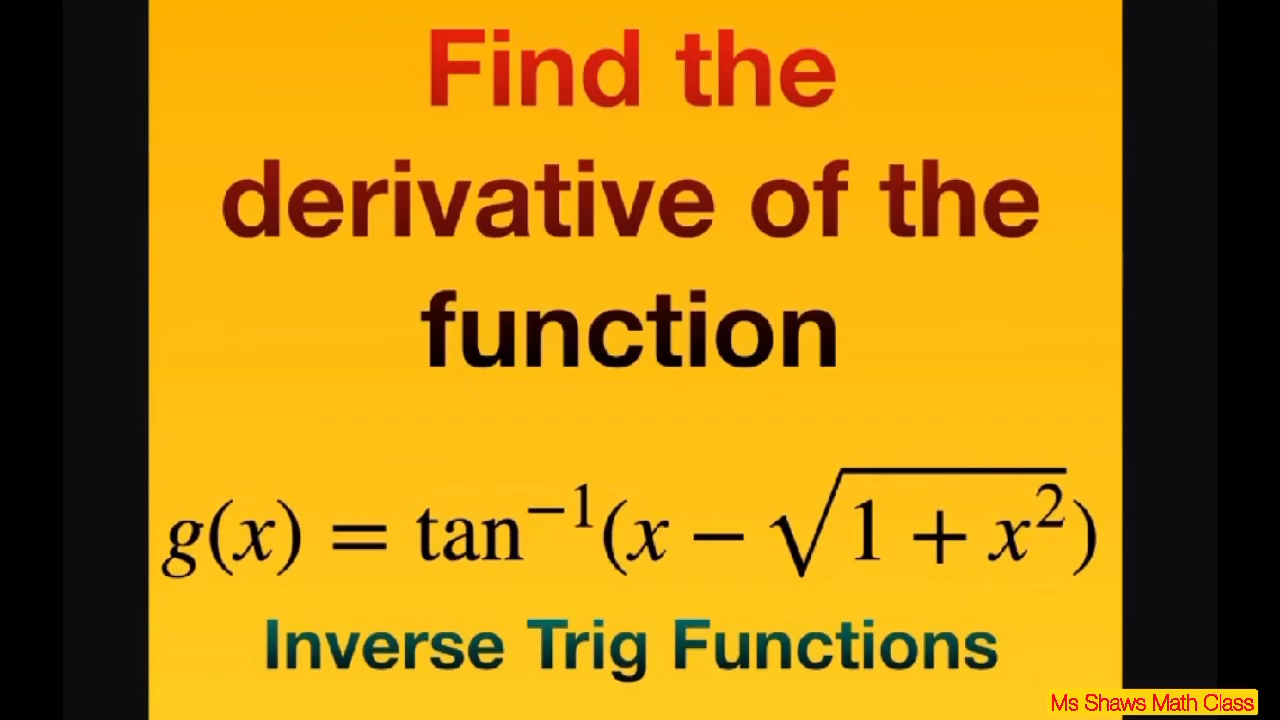 Find the
derivative of the
function
g(x) = tan⁻¹(x − √(1 + x²))
Inverse Trig Functions
Ms Shaws Math Class